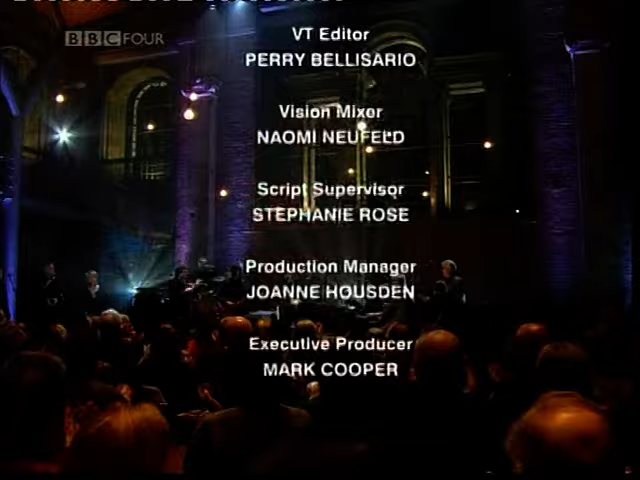 BBC FOUR
VT Editor
PERRY BELLISARIO
Vision Mixer
NAOMI NEUFELD
Script Supervisor
STEPHANIE ROSE
Production Manager
JOANNE HOUSDEN
Executive Producer
MARK COOPER